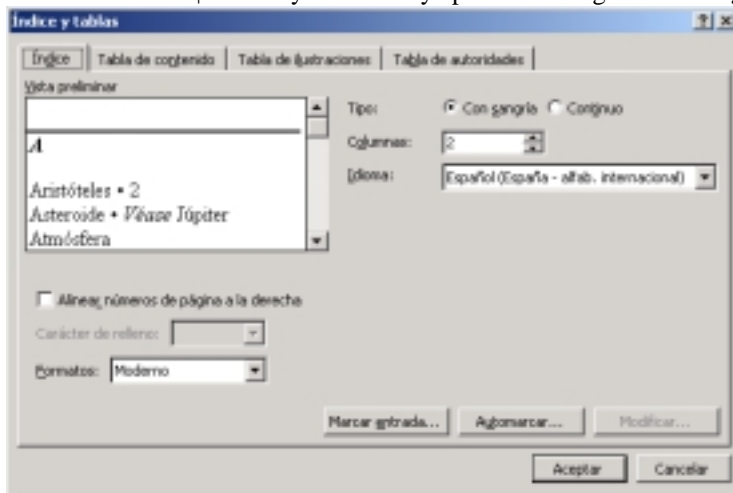 Índice y tablas
Índice Tabla de contenido Tabla de ilustraciones Tabla de autoridades
Vista preliminar
A
Aristóteles • 2
Asteroide • Véase Júpiter
Atmósfera
Tipo: Con sangría Continuo
Columnas: 2
Idioma: Español (España - alfab. internacional)
Alinear números de página a la derecha
Carácter de relleno:
Formatos: Moderno
Marcar entrada... Automarcar... Modificar...
Aceptar Cancelar